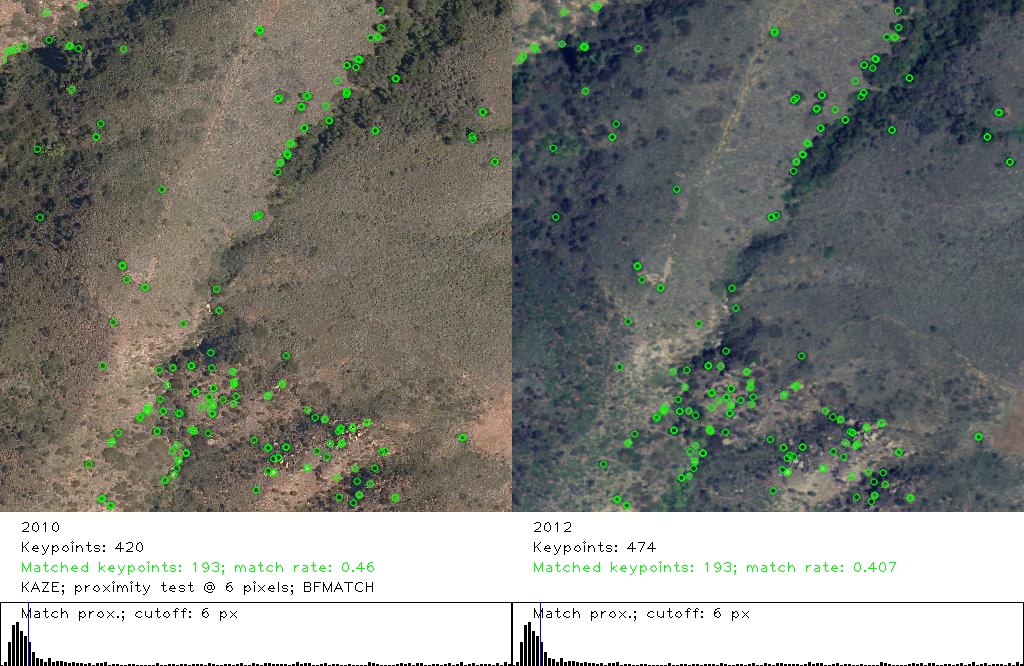 2010
Keypoints: 420
Matched keypoints: 193; match rate: 0.46
KAZE; proximity test @ 6 pixels; BFMATCH
Match prox.; cutoff: 6 px
2012
Keypoints: 474
Matched keypoints: 193; match rate: 0.407
Match prox.; cutoff: 6 px